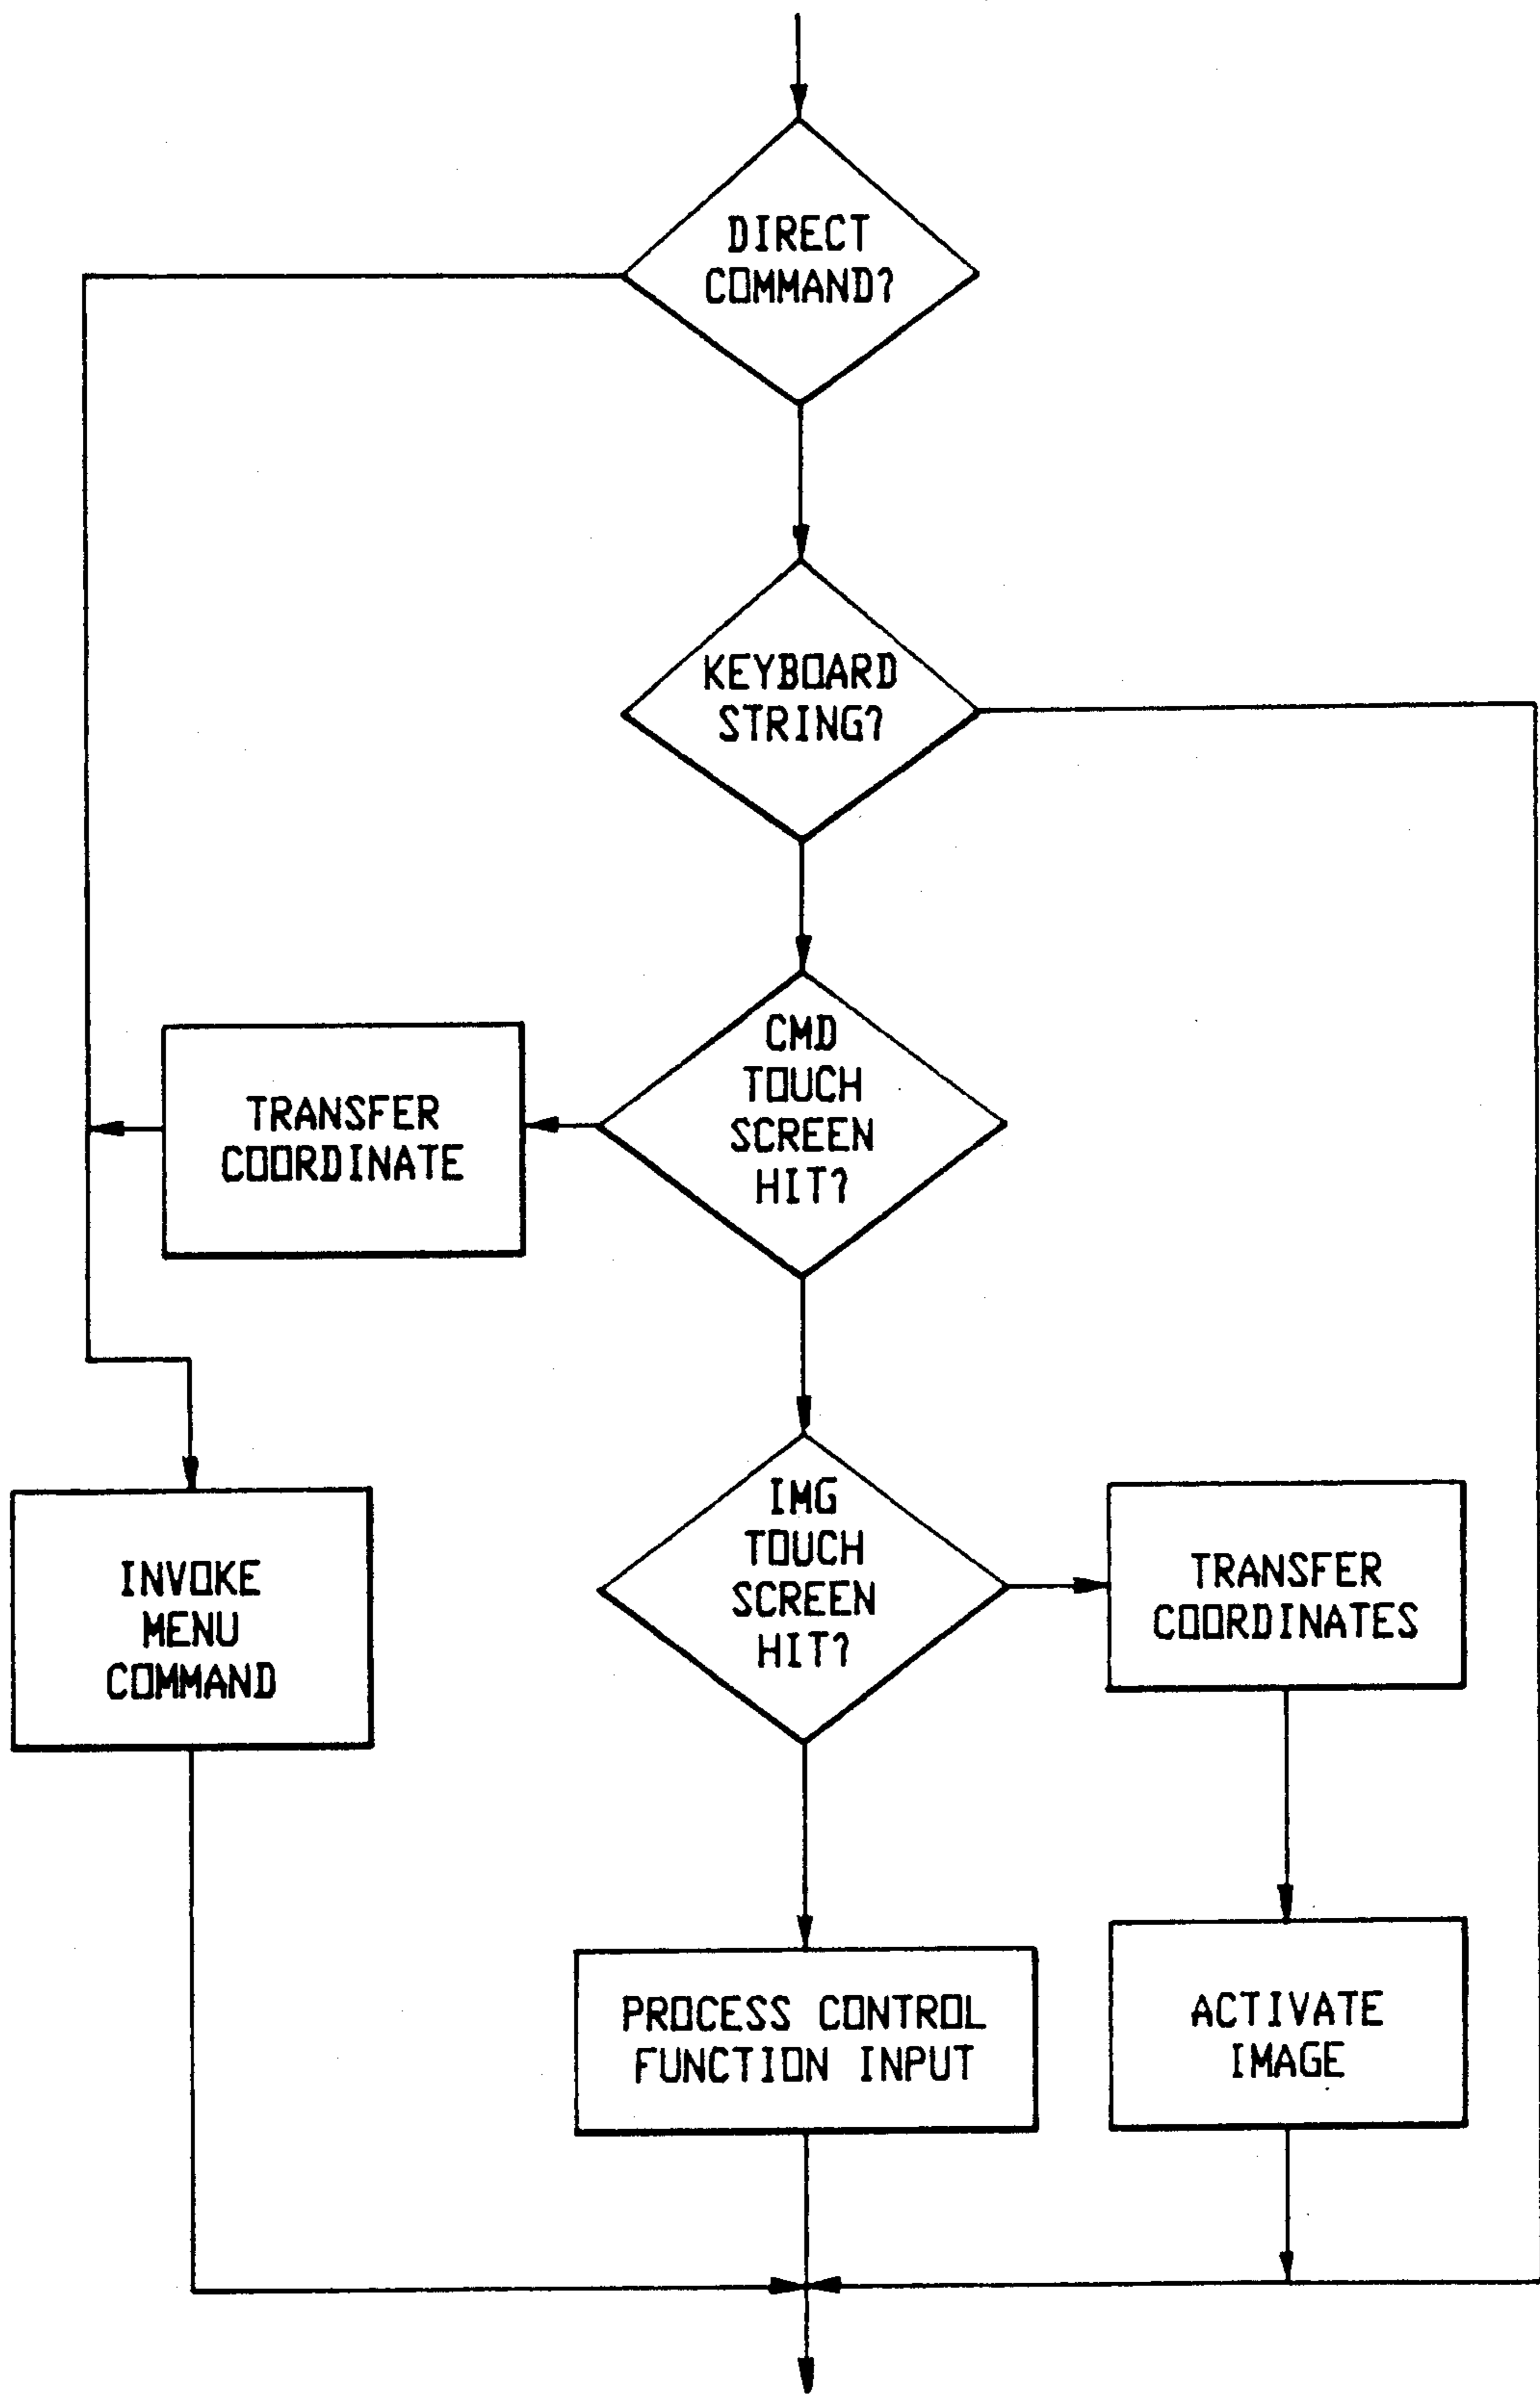 DIRECT
COMMAND?
KEYBOARD
STRING?
CMD
TOUCH
SCREEN
HIT?
TRANSFER
COORDINATE
IMG
TOUCH
SCREEN
HIT?
TRANSFER
COORDINATES
INVOKE
MENU
COMMAND
PROCESS CONTROL
FUNCTION INPUT
ACTIVATE
IMAGE